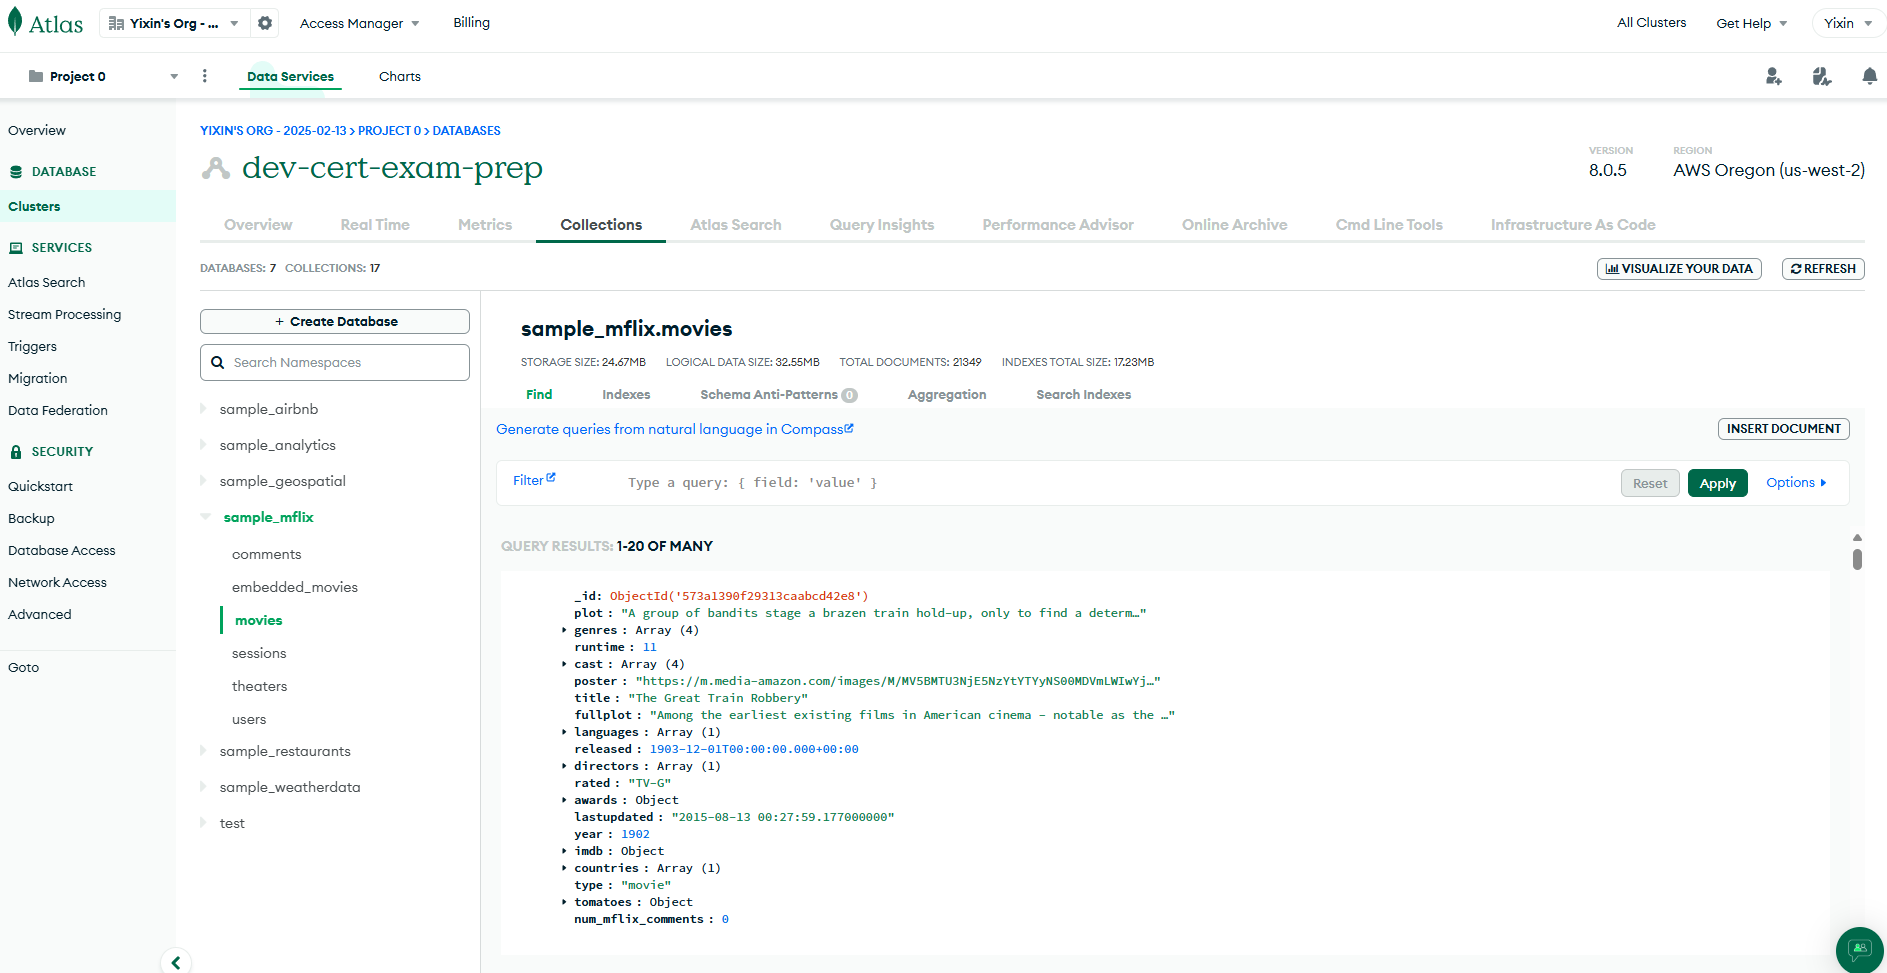 Atlas
Yixin's Org - ...
Access Manager
Billing
All Clusters
Get Help
Yixin
Project 0
Data Services
Charts
Overview
DATABASE
Clusters
SERVICES
Atlas Search
Stream Processing
Triggers
Migration
Data Federation
SECURITY
Quickstart
Backup
Database Access
Network Access
Advanced
Goto
YIXIN'S ORG - 2025-02-13 > PROJECT 0 > DATABASES
dev-cert-exam-prep
VERSION
8.0.5
REGION
AWS Oregon (us-west-2)
Overview
Real Time
Metrics
Collections
Atlas Search
Query Insights
Performance Advisor
Online Archive
Cmd Line Tools
Infrastructure As Code
DATABASES: 7 COLLECTIONS: 17
VISUALIZE YOUR DATA
REFRESH
+ Create Database
Search Namespaces
sample_airbnb
sample_analytics
sample_geospatial
sample_mflix
comments
embedded_movies
movies
sessions
theaters
users
sample_restaurants
sample_weatherdata
test
sample_mflix.movies
STORAGE SIZE: 24.67MB LOGICAL DATA SIZE: 32.55MB TOTAL DOCUMENTS: 21349 INDEXES TOTAL SIZE: 17.23MB
Find
Indexes
Schema Anti-Patterns 0
Aggregation
Search Indexes
Generate queries from natural language in Compass
INSERT DOCUMENT
Filter
Type a query: { field: 'value' }
Reset
Apply
Options
QUERY RESULTS: 1-20 OF MANY
_id: ObjectId('573a1390f29313caabcd42e8')
plot : "A group of bandits stage a brazen train hold-up, only to find a determ…"
genres : Array (4)
runtime : 11
cast : Array (4)
poster : "https://m.media-amazon.com/images/M/MV5BMTU3NjE5NzYtYTYyNS00MDVmLWIwYj…"
title : "The Great Train Robbery"
fullplot : "Among the earliest existing films in American cinema - notable as the …"
languages : Array (1)
released : 1903-12-01T00:00:00.000+00:00
directors : Array (1)
rated : "TV-G"
awards : Object
lastupdated : "2015-08-13 00:27:59.177000000"
year : 1902
imdb : Object
countries : Array (1)
type : "movie"
tomatoes : Object
num_mflix_comments : 0